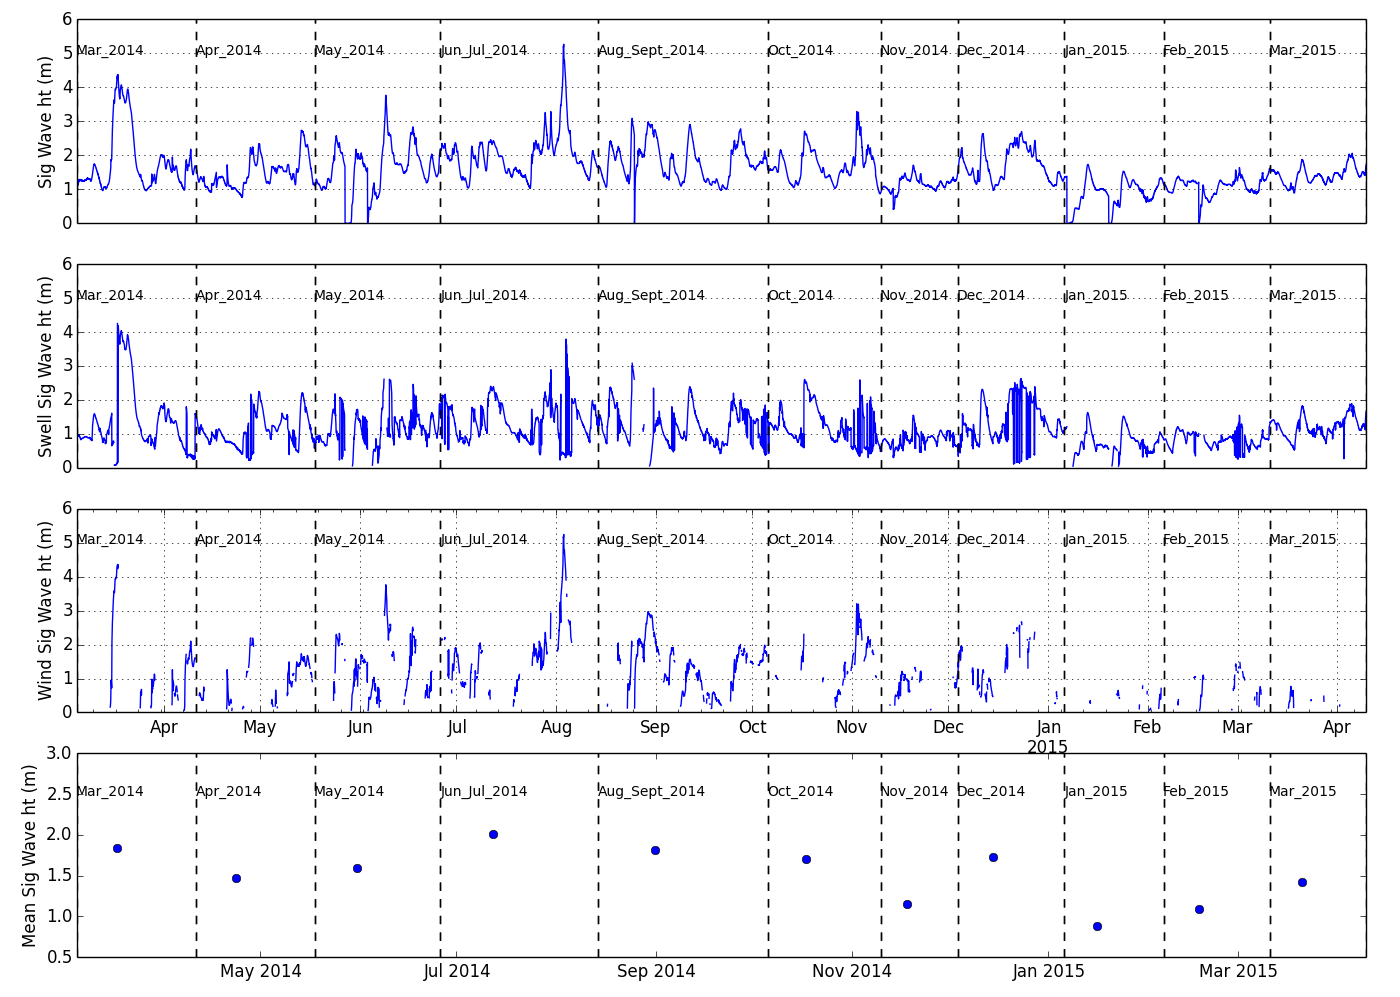 6
5
4
3
2
1
0
Sig Wave ht (m)
Mar_2014 Apr_2014 May_2014 Jun_Jul_2014 Aug_Sept_2014 Oct_2014 Nov_2014 Dec_2014 Jan_2015 Feb_2015 Mar_2015
6
5
4
3
2
1
0
Swell Sig Wave ht (m)
Mar_2014 Apr_2014 May_2014 Jun_Jul_2014 Aug_Sept_2014 Oct_2014 Nov_2014 Dec_2014 Jan_2015 Feb_2015 Mar_2015
6
5
4
3
2
1
0
Wind Sig Wave ht (m)
Mar_2014 Apr_2014 May_2014 Jun_Jul_2014 Aug_Sept_2014 Oct_2014 Nov_2014 Dec_2014 Jan_2015 Feb_2015 Mar_2015
Apr May Jun Jul Aug Sep Oct Nov Dec Jan Feb Mar Apr
2015
3.0
2.5
2.0
1.5
1.0
0.5
Mean Sig Wave ht (m)
Mar_2014 Apr_2014 May_2014 Jun_Jul_2014 Aug_Sept_2014 Oct_2014 Nov_2014 Dec_2014 Jan_2015 Feb_2015 Mar_2015
May 2014 Jul 2014 Sep 2014 Nov 2014 Jan 2015 Mar 2015